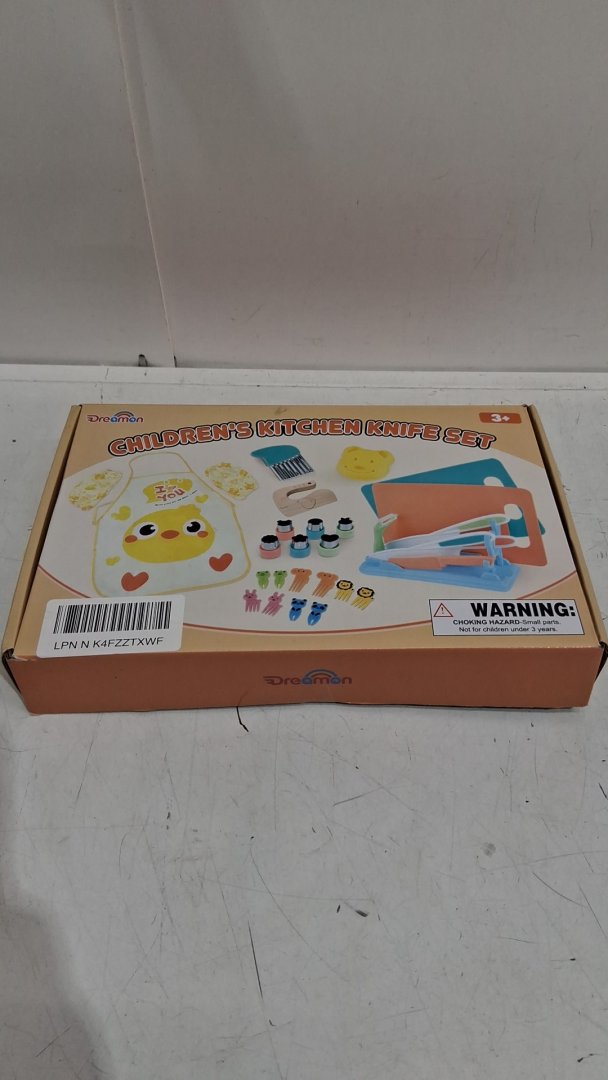 Dreamon
3+
CHILDREN'S KITCHEN KNIFE SET
I
YOU
WARNING:
CHOKING HAZARD-Small parts.
Not for children under 3 years.
LPN N K4FZZTXWF
Dreamon